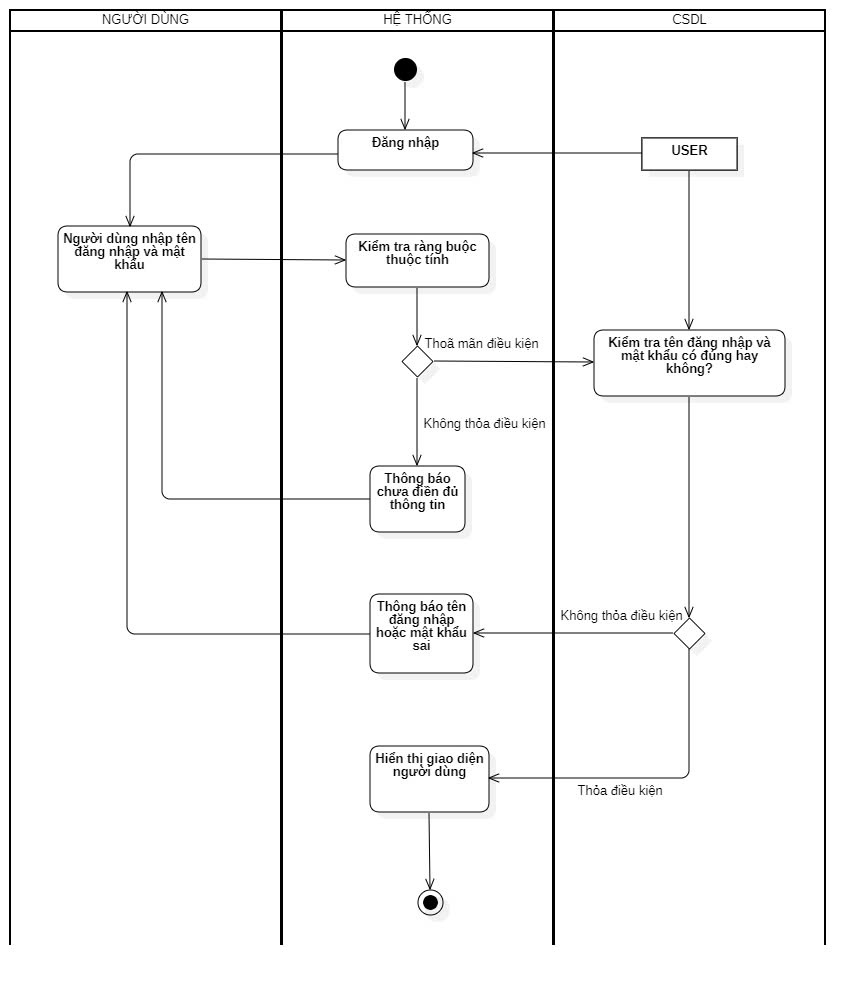 NGƯỜI DÙNG
HỆ THỐNG
CSDL
Đăng nhập
USER
Người dùng nhập tên
đăng nhập và mật
khẩu
Kiểm tra ràng buộc
thuộc tính
Thoã mãn điều kiện
Kiểm tra tên đăng nhập và
mật khẩu có đúng hay
không?
Không thỏa điều kiện
Thông báo
chưa điền đủ
thông tin
Thông báo tên
đăng nhập
hoặc mật khẩu
sai
Không thỏa điều kiện
Hiển thị giao diện
người dùng
Thỏa điều kiện